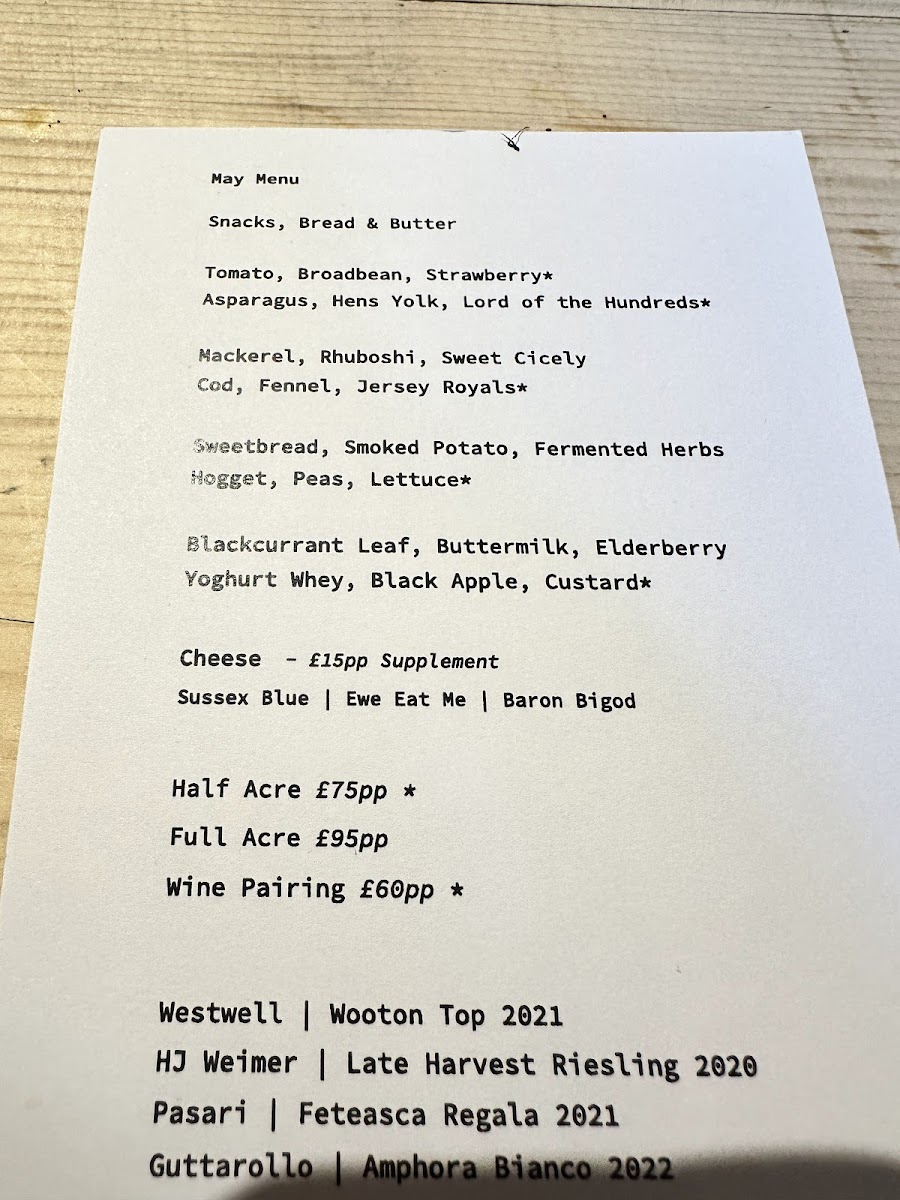 May Menu
Snacks, Bread & Butter
Tomato, Broadbean, Strawberry*
Asparagus, Hens Yolk, Lord of the Hundreds*
Mackerel, Rhuboshi, Sweet Cicely
Cod, Fennel, Jersey Royals*
Sweetbread, Smoked Potato, Fermented Herbs
Hogget, Peas, Lettuce*
Blackcurrant Leaf, Buttermilk, Elderberry
Yoghurt Whey, Black Apple, Custard*
Cheese – £15pp Supplement
Sussex Blue | Ewe Eat Me | Baron Bigod
Half Acre £75pp *
Full Acre £95pp
Wine Pairing £60pp *
Westwell | Wooton Top 2021
HJ Weimer | Late Harvest Riesling 2020
Pasari | Feteasca Regala 2021
Guttarollo | Amphora Bianco 2022